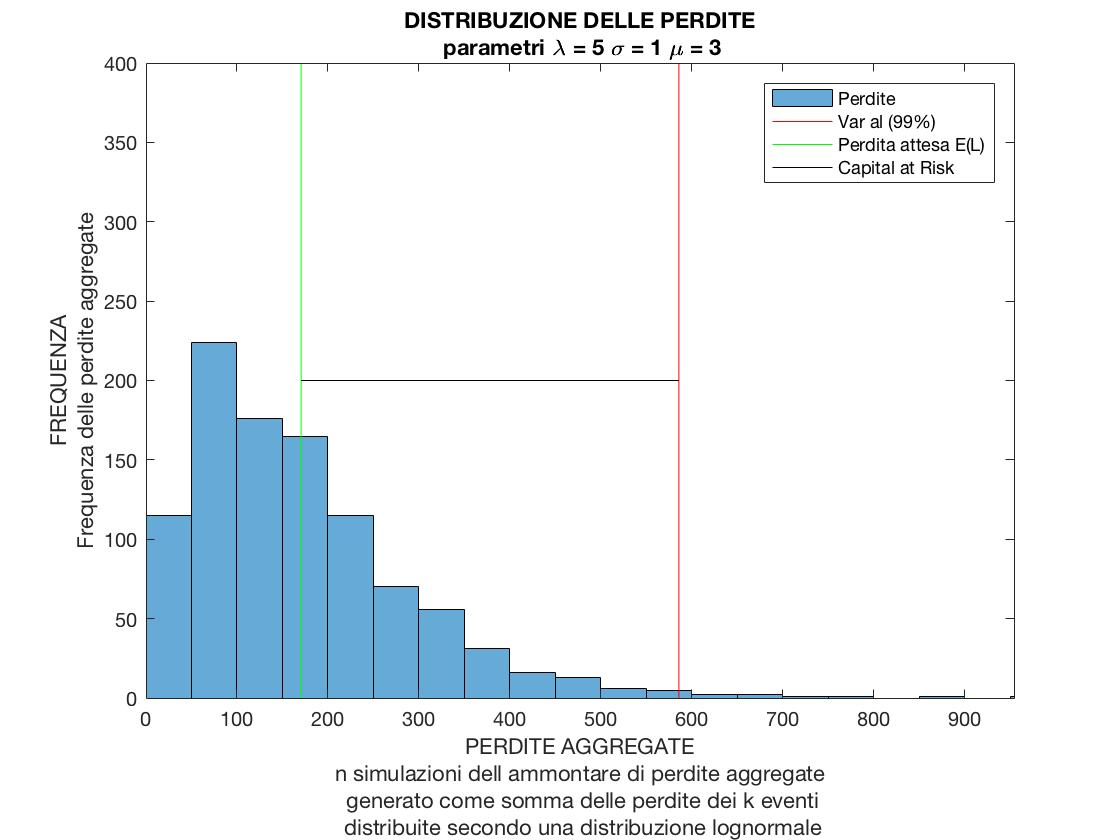 DISTRIBUZIONE DELLE PERDITE
parametri λ = 5 σ = 1 μ = 3
Perdite
Var al (99%)
Perdita attesa E(L)
Capital at Risk
FREQUENZA
Frequenza delle perdite aggregate
400
350
300
250
200
150
100
50
0
0 100 200 300 400 500 600 700 800 900
PERDITE AGGREGATE
n simulazioni dell ammontare di perdite aggregate
generato come somma delle perdite dei k eventi
distribuite secondo una distribuzione lognormale